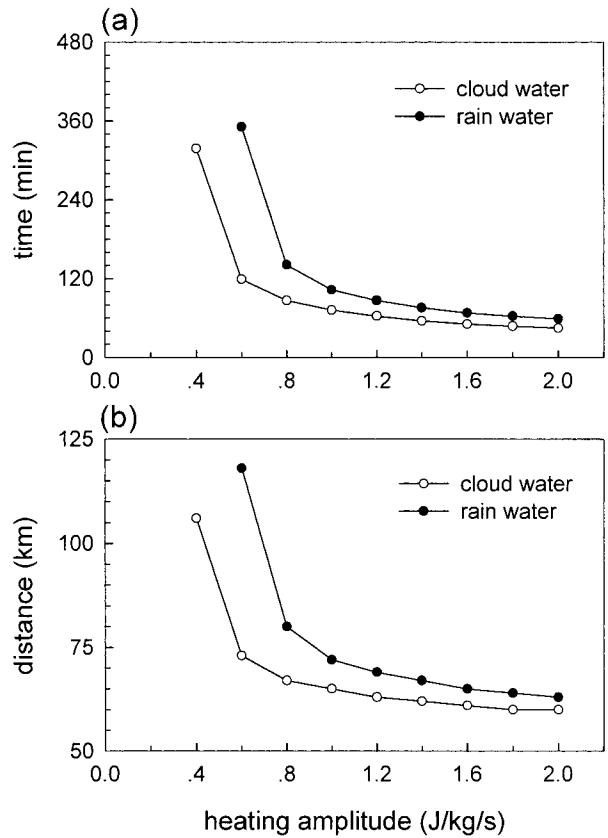 (a)
480
360
240
120
0
time (min)
cloud water
rain water
0.0 .4 .8 1.2 1.6 2.0
(b)
125
100
75
50
distance (km)
cloud water
rain water
0.0 .4 .8 1.2 1.6 2.0
heating amplitude (J/kg/s)